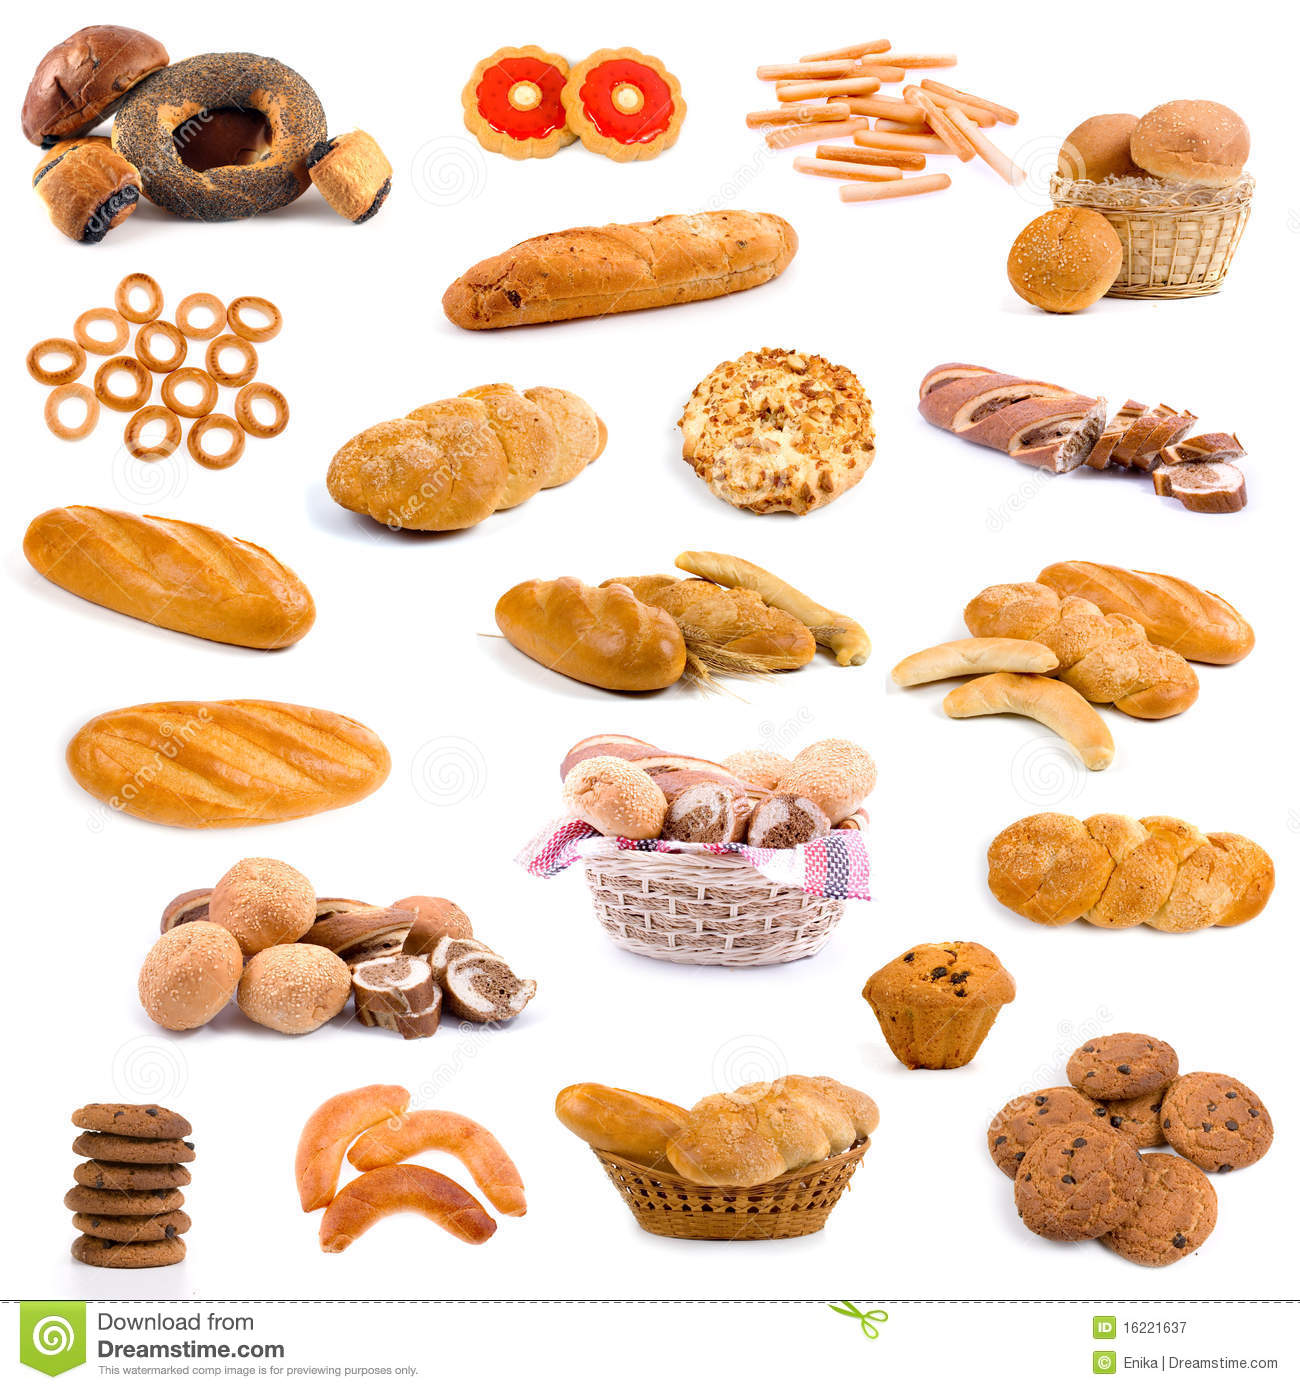 Download from
Dreamstime.com
This watermarked comp image is for previewing purposes only.
ID 16221637
© Enika | Dreamstime.com